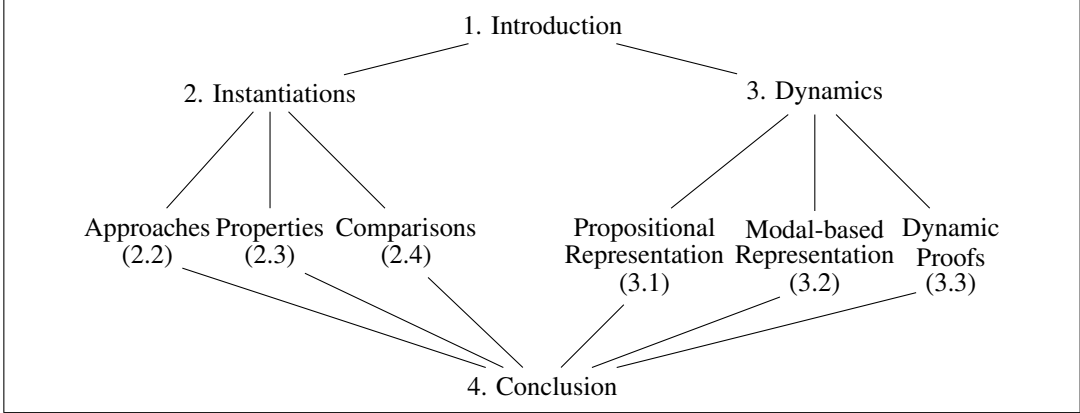 1. Introduction
2. Instantiations
3. Dynamics
Approaches
(2.2)
Properties
(2.3)
Comparisons
(2.4)
Propositional
Representation
(3.1)
Modal-based
Representation
(3.2)
Dynamic
Proofs
(3.3)
4. Conclusion